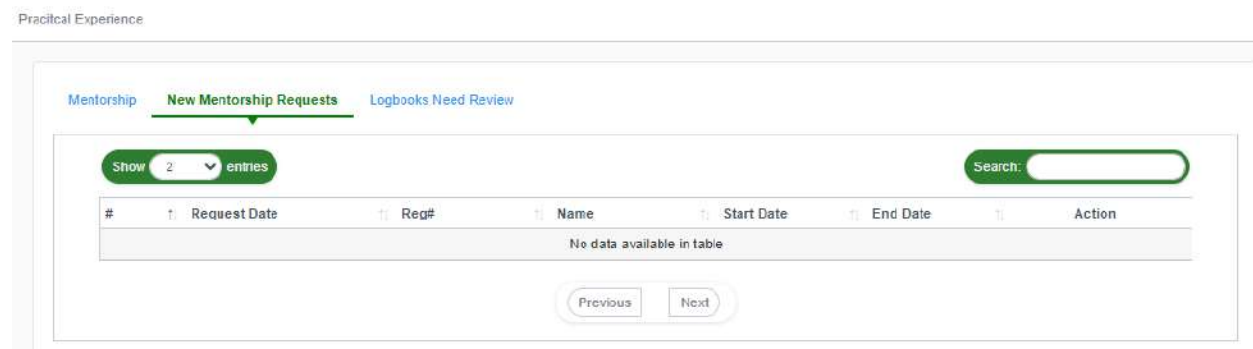 Pracitcal Experience
Mentorship New Mentorship Requests Logbooks Need Review
Show 2 entries Search:
# Request Date Reg# Name Start Date End Date Action
No data available in table
Previous Next